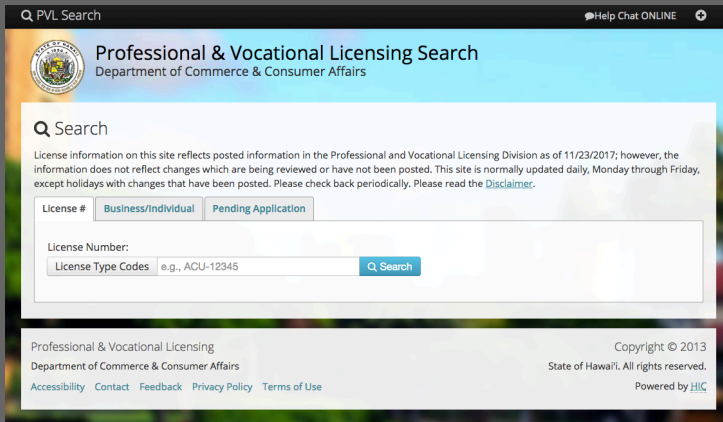 PVL Search
Help Chat ONLINE
Professional & Vocational Licensing Search
Department of Commerce & Consumer Affairs
Search
License information on this site reflects posted information in the Professional and Vocational Licensing Division as of 11/23/2017; however, the
information does not reflect changes which are being reviewed or have not been posted. This site is normally updated daily, Monday through Friday,
except holidays with changes that have been posted. Please check back periodically. Please read the Disclaimer.
License # Business/Individual Pending Application
License Number:
License Type Codes e.g., ACU-12345 Search
Professional & Vocational Licensing
Copyright © 2013
Department of Commerce & Consumer Affairs
State of Hawai'i. All rights reserved.
Accessibility Contact Feedback Privacy Policy Terms of Use
Powered by HIC